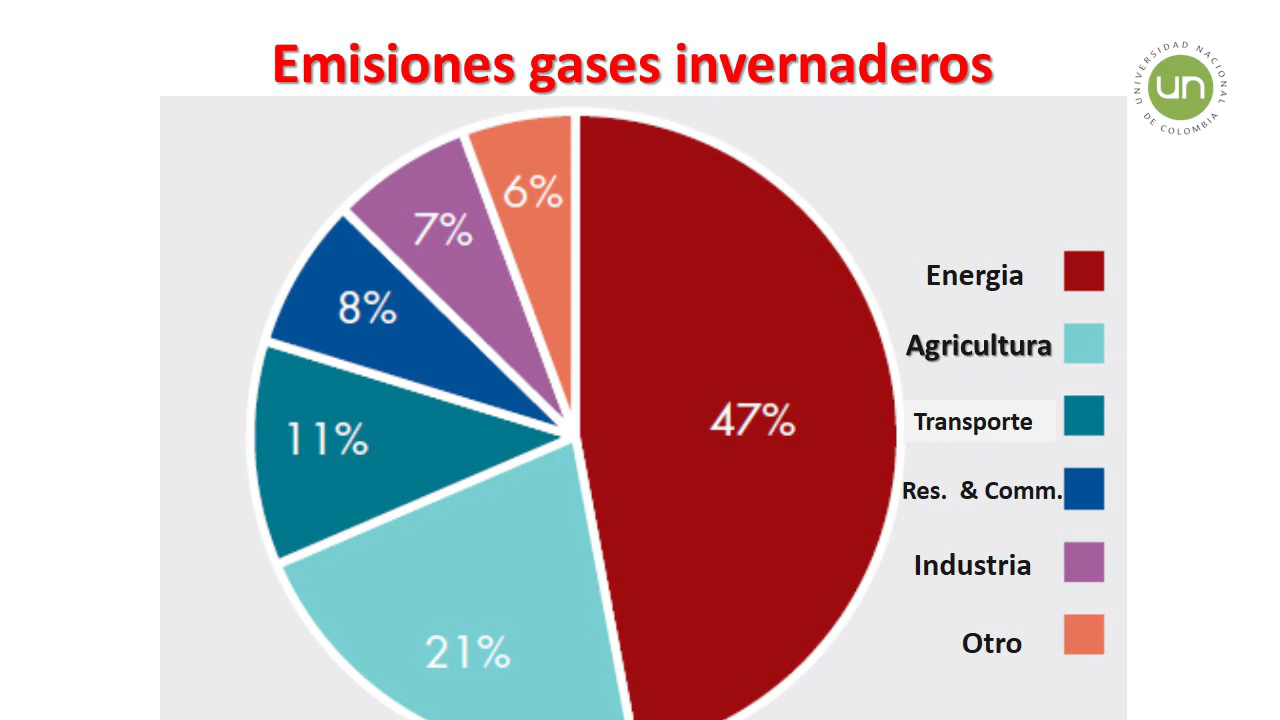 Emisiones gases invernaderos
UNIVERSIDAD NACIONAL
DE COLOMBIA
un
6%
7%
8%
47%
11%
21%
Energia
Agricultura
Transporte
Res. & Comm.
Industria
Otro